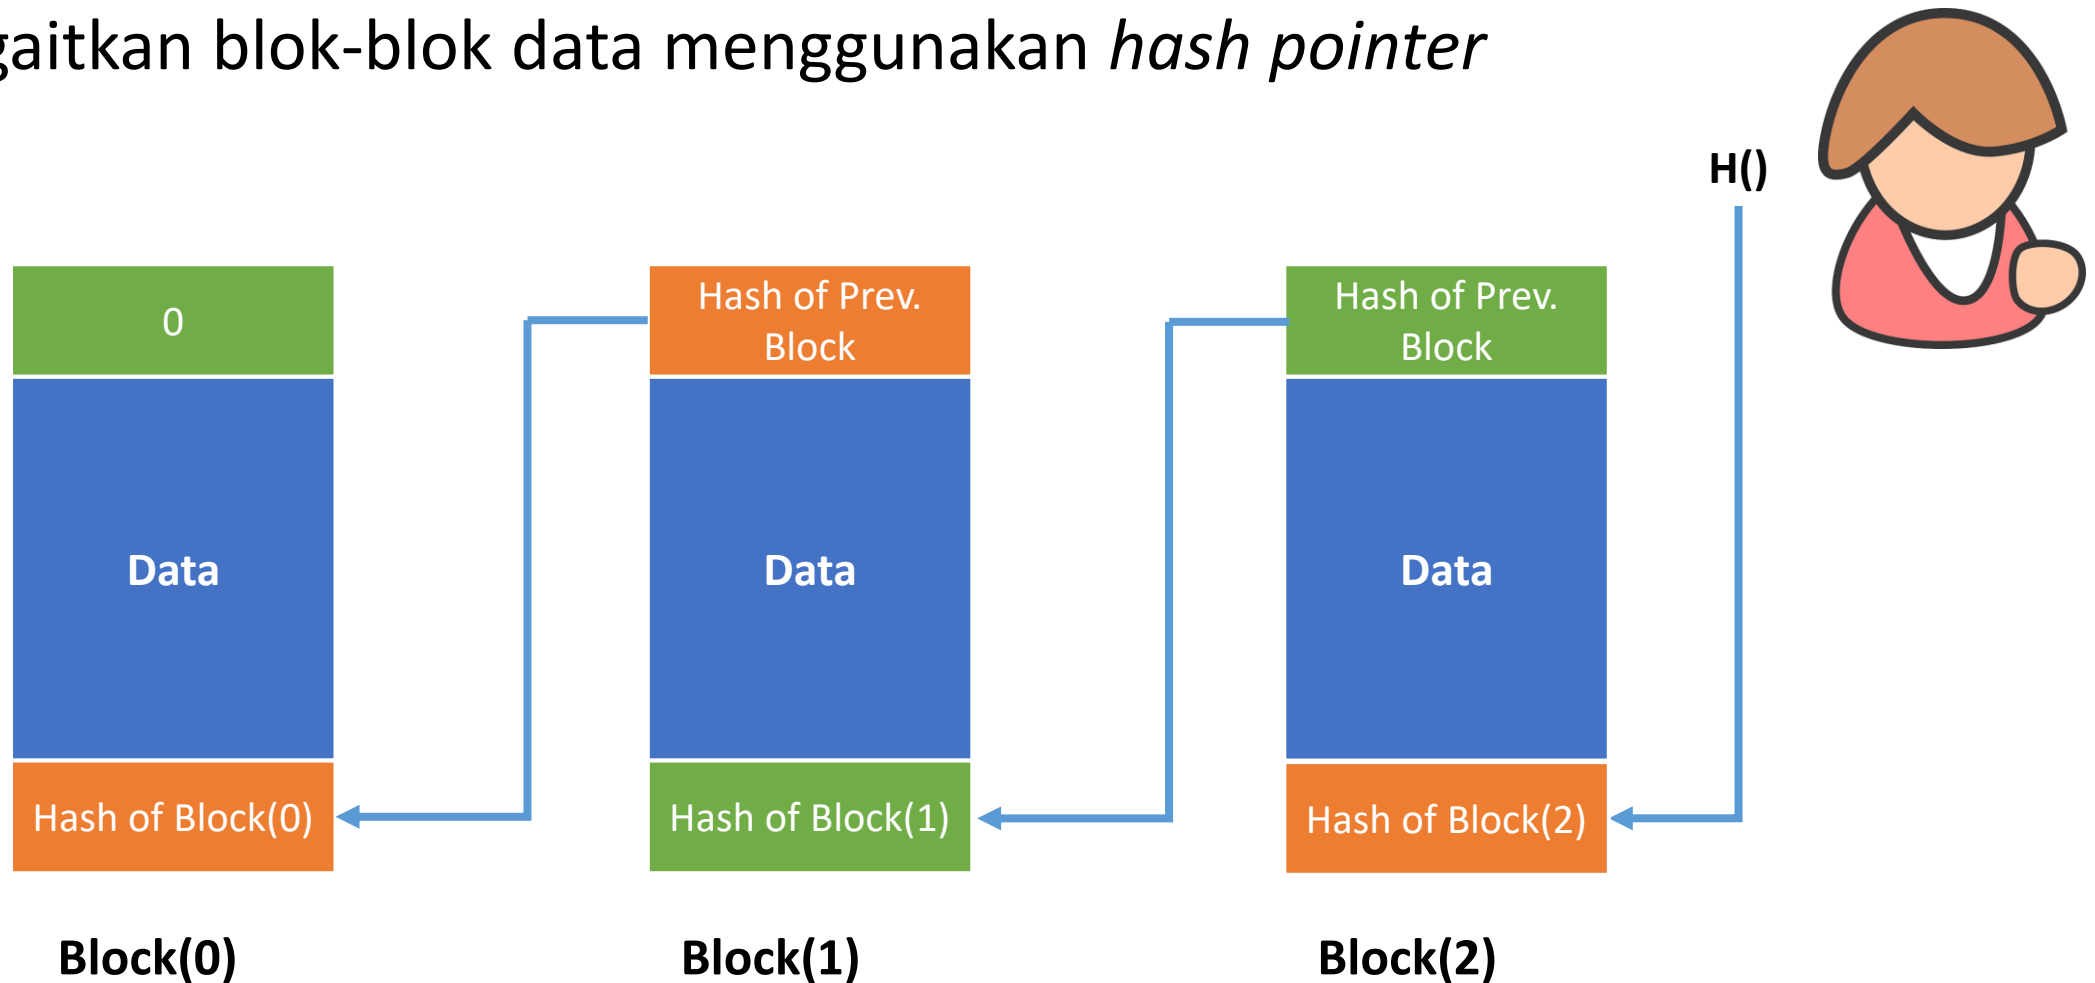 gaitkan blok-blok data menggunakan hash pointer
H()
0
Hash of Prev.
Block
Hash of Prev.
Block
Data
Data
Data
Hash of Block(0)
Hash of Block(1)
Hash of Block(2)
Block(0)
Block(1)
Block(2)